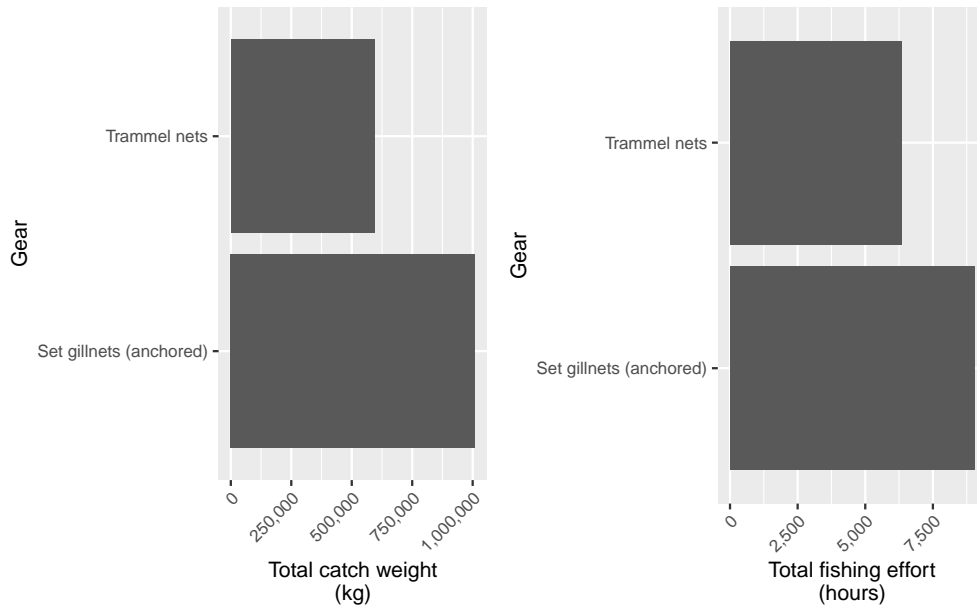 Gear
Trammel nets
Set gillnets (anchored)
0
250,000
500,000
750,000
1,000,000
Total catch weight
(kg)
Gear
Trammel nets
Set gillnets (anchored)
0
2,500
5,000
7,500
Total fishing effort
(hours)